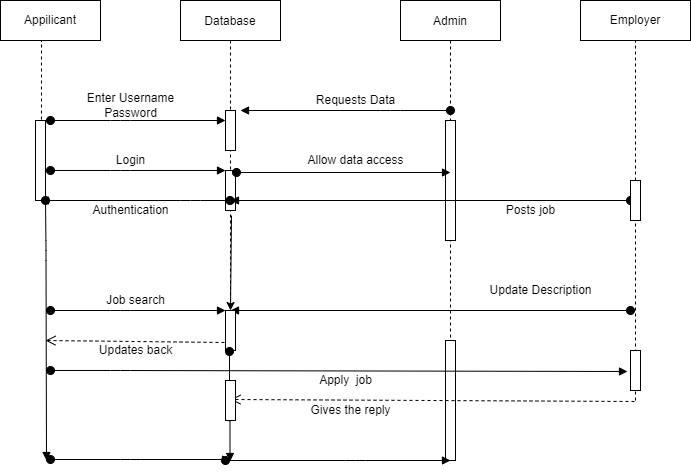 Appilicant
Database
Admin
Employer
Enter Username
Password
Requests Data
Login
Allow data access
Authentication
Posts job
Job search
Update Description
Updates back
Apply  job
Gives the reply